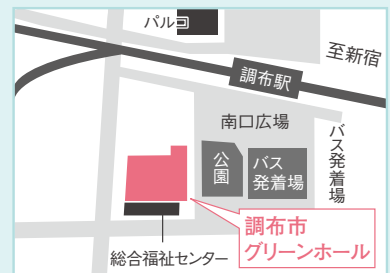 パルコ
至新宿
調布駅
南口広場
公園
バス
発着場
バス発着場
調布市
グリーンホール
総合福祉センター